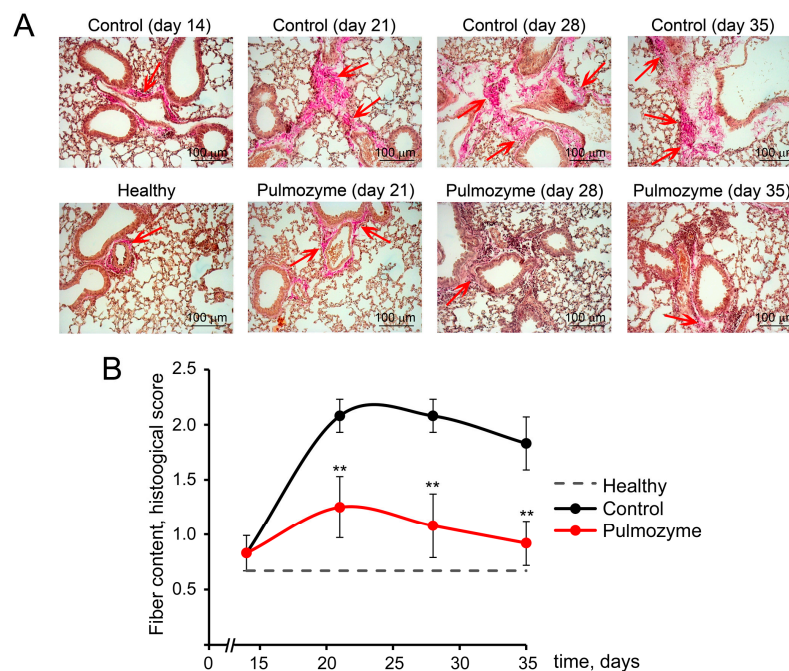 A
Control (day 14) Control (day 21) Control (day 28) Control (day 35)
100 µm 100 µm 100 µm 100 µm
Healthy Pulmozyme (day 21) Pulmozyme (day 28) Pulmozyme (day 35)
100 µm 100 µm 100 µm 100 µm
B
Fiber content, histoogical score
2.5
2.0
1.5
1.0
0.5
**
**
**
Healthy
Control
Pulmozyme
0 15 20 25 30 35 time, days